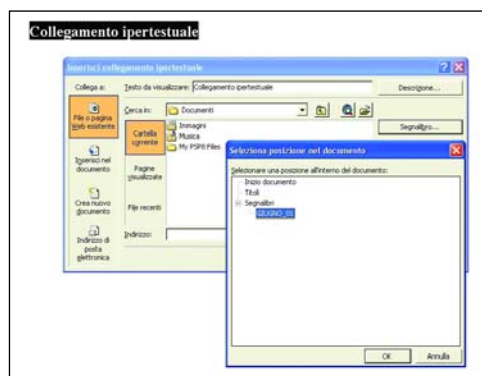 Collegamento ipertestuale
Inserisci collegamento ipertestuale
Collega a:
Testo da visualizzare: Collegamento ipertestuale
Descrizione...
File o pagina
Web esistente
Cerca in:
Documenti
Cartella
corrente
Immagini
Musica
My PSP8 Files
Segnalibro...
Inserisci nel
documento
Pagine
visualizzate
Crea nuovo
documento
File recenti
Indirizzo di
posta
elettronica
Indirizzo:
Seleziona posizione nel documento
Selezionare una posizione all'interno del documento:
Inizio documento
Titoli
Segnalibri
GIUGNO_01
OK
Annulla